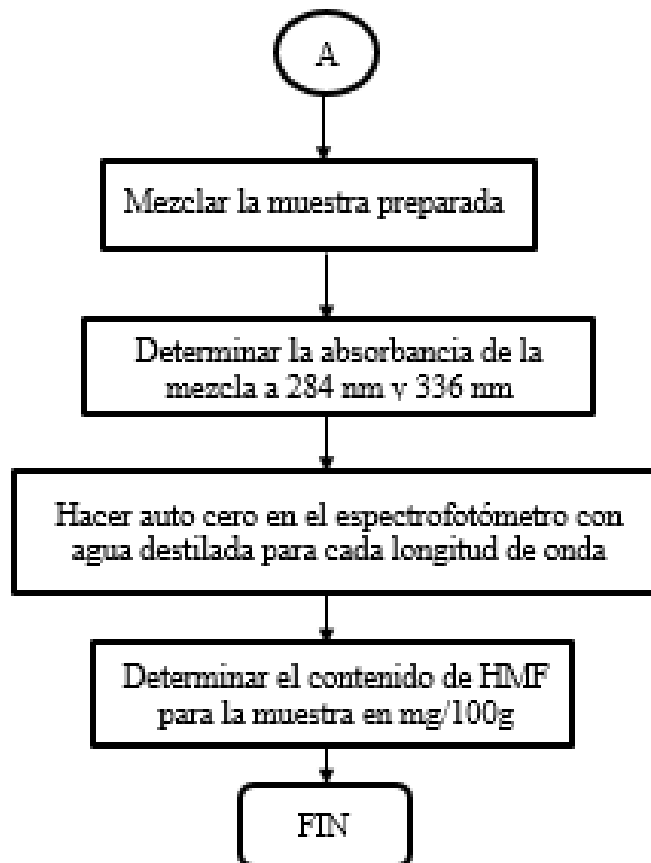 A
Mezclar la muestra preparada
Determinar la absorbancia de la
mezcla a 284 nm y 336 nm
Hacer auto cero en el espectrofotómetro con
agua destilada para cada longitud de onda
Determinar el contenido de HMF
para la muestra en mg/100g
FIN